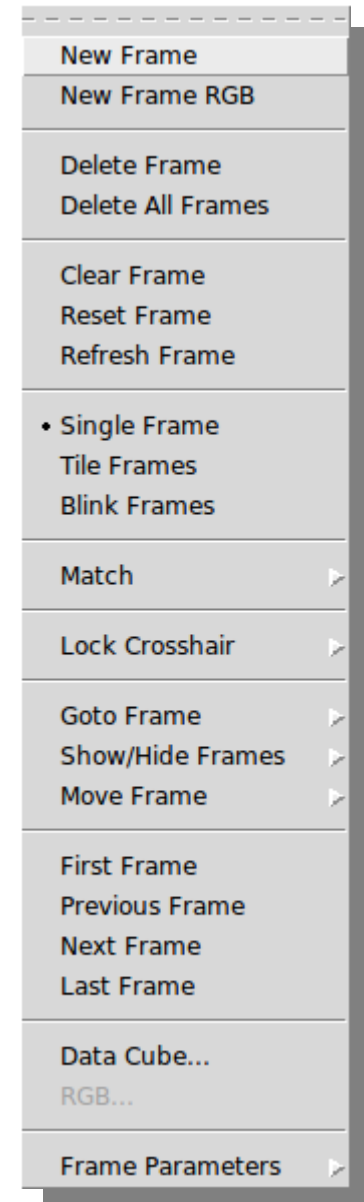 New Frame
New Frame RGB
Delete Frame
Delete All Frames
Clear Frame
Reset Frame
Refresh Frame
Single Frame
Tile Frames
Blink Frames
Match
Lock Crosshair
Goto Frame
Show/Hide Frames
Move Frame
First Frame
Previous Frame
Next Frame
Last Frame
Data Cube...
RGB...
Frame Parameters